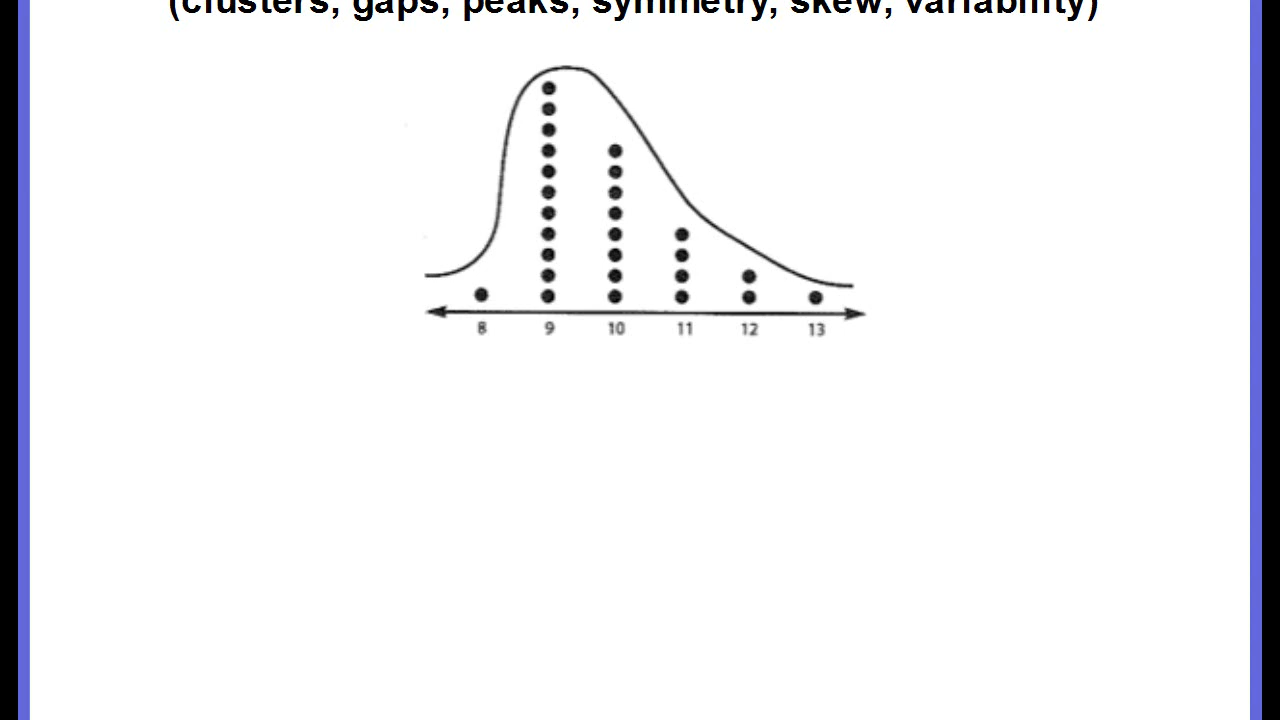 (clusters, gaps, peaks, symmetry, skew, variability)
8 9 10 11 12 13